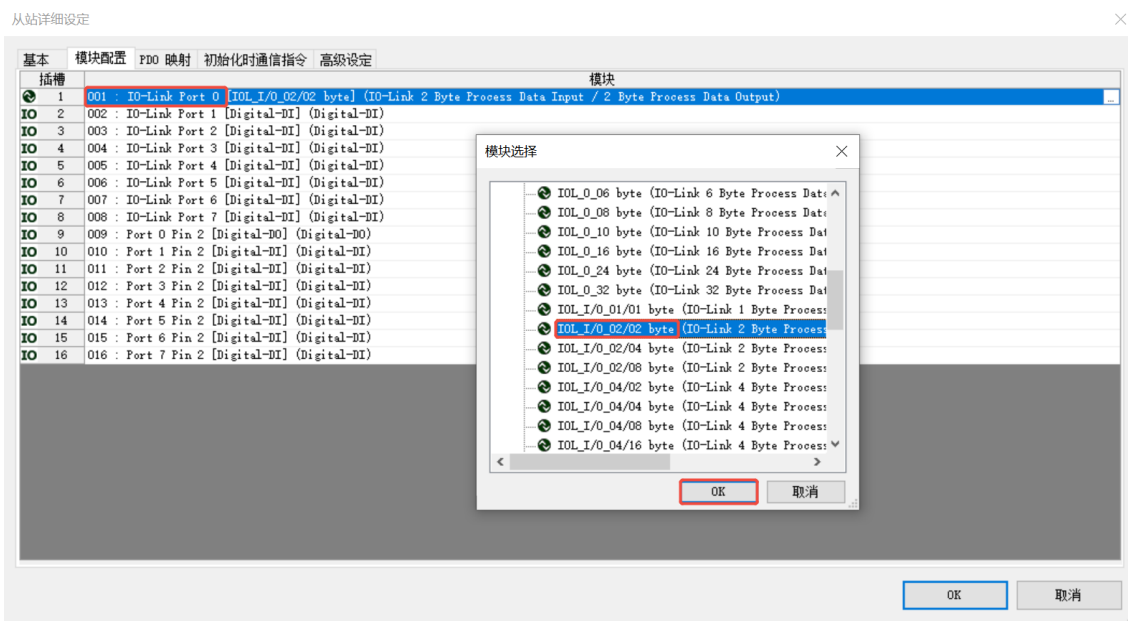 从站详细设定
基本 模块配置 PDO 映射 初始化时通信指令 高级设定
插槽 模块
1 001 : IO-Link Port 0 [IOL_I/O_02/02 byte] (IO-Link 2 Byte Process Data Input / 2 Byte Process Data Output) ...
IO 2 002 : IO-Link Port 1 [Digital-DI] (Digital-DI)
IO 3 003 : IO-Link Port 2 [Digital-DI] (Digital-DI)
IO 4 004 : IO-Link Port 3 [Digital-DI] (Digital-DI)
IO 5 005 : IO-Link Port 4 [Digital-DI] (Digital-DI)
IO 6 006 : IO-Link Port 5 [Digital-DI] (Digital-DI)
IO 7 007 : IO-Link Port 6 [Digital-DI] (Digital-DI)
IO 8 008 : IO-Link Port 7 [Digital-DI] (Digital-DI)
IO 9 009 : Port 0 Pin 2 [Digital-DO] (Digital-DO)
IO 10 010 : Port 1 Pin 2 [Digital-DI] (Digital-DI)
IO 11 011 : Port 2 Pin 2 [Digital-DI] (Digital-DI)
IO 12 012 : Port 3 Pin 2 [Digital-DI] (Digital-DI)
IO 13 013 : Port 4 Pin 2 [Digital-DI] (Digital-DI)
IO 14 014 : Port 5 Pin 2 [Digital-DI] (Digital-DI)
IO 15 015 : Port 6 Pin 2 [Digital-DI] (Digital-DI)
IO 16 016 : Port 7 Pin 2 [Digital-DI] (Digital-DI)
模块选择
IOL_O_06 byte (IO-Link 6 Byte Process Data
IOL_O_08 byte (IO-Link 8 Byte Process Data
IOL_O_10 byte (IO-Link 10 Byte Process Dat
IOL_O_16 byte (IO-Link 16 Byte Process Dat
IOL_O_24 byte (IO-Link 24 Byte Process Dat
IOL_O_32 byte (IO-Link 32 Byte Process Dat
IOL_I/O_01/01 byte (IO-Link 1 Byte Process
IOL_I/O_02/02 byte (IO-Link 2 Byte Process
IOL_I/O_02/04 byte (IO-Link 2 Byte Process
IOL_I/O_02/08 byte (IO-Link 2 Byte Process
IOL_I/O_04/02 byte (IO-Link 4 Byte Process
IOL_I/O_04/04 byte (IO-Link 4 Byte Process
IOL_I/O_04/08 byte (IO-Link 4 Byte Process
IOL_I/O_04/16 byte (IO-Link 4 Byte Process
OK 取消
OK 取消